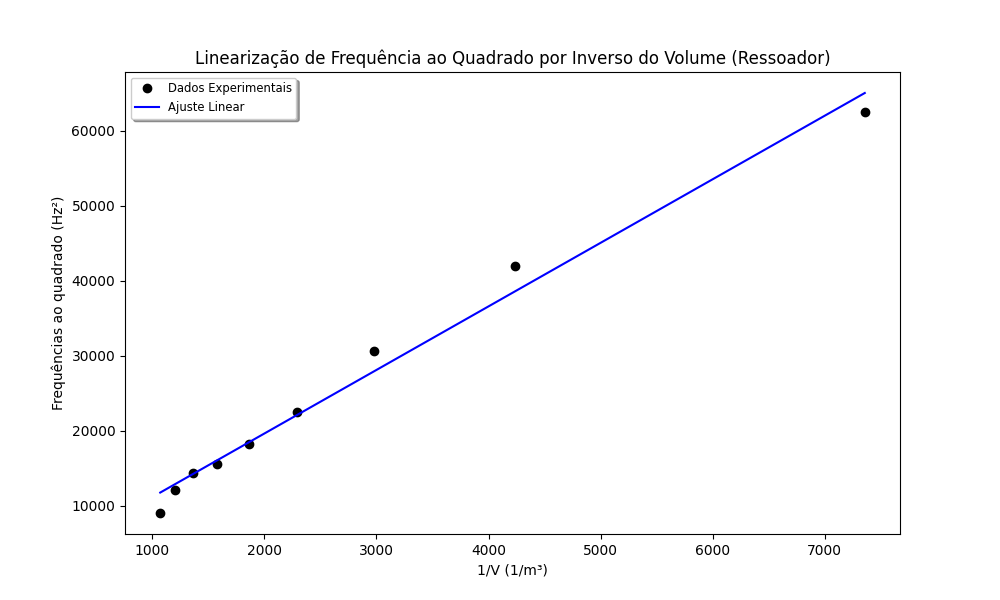 Linearização de Frequência ao Quadrado por Inverso do Volume (Ressoador)
Dados Experimentais
Ajuste Linear
Frequências ao quadrado (Hz²)
60000
50000
40000
30000
20000
10000
1000 2000 3000 4000 5000 6000 7000
1/V (1/m³)